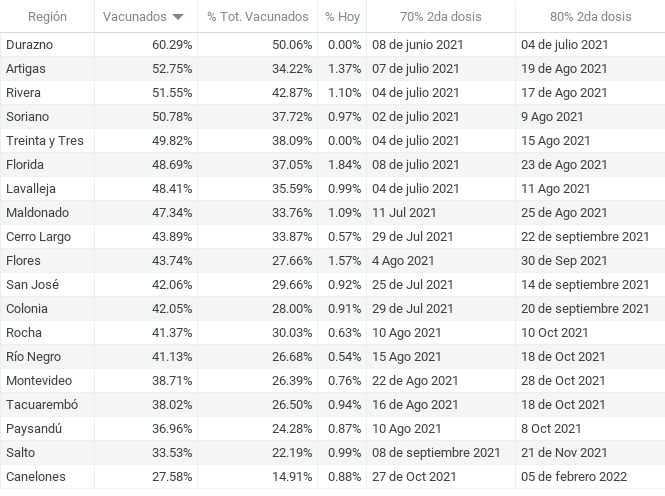 Región Vacunados % Tot. Vacunados % Hoy 70% 2da dosis 80% 2da dosis
Durazno 60.29% 50.06% 0.00% 08 de junio 2021 04 de julio 2021
Artigas 52.75% 34.22% 1.37% 07 de julio 2021 19 de Ago 2021
Rivera 51.55% 42.87% 1.10% 04 de julio 2021 17 de Ago 2021
Soriano 50.78% 37.72% 0.97% 02 de julio 2021 9 Ago 2021
Treinta y Tres 49.82% 38.09% 0.00% 04 de julio 2021 15 Ago 2021
Florida 48.69% 37.05% 1.84% 08 de julio 2021 23 de Ago 2021
Lavalleja 48.41% 35.59% 0.99% 04 de julio 2021 11 Ago 2021
Maldonado 47.34% 33.76% 1.09% 11 Jul 2021 25 de Ago 2021
Cerro Largo 43.89% 33.87% 0.57% 29 de Jul 2021 22 de septiembre 2021
Flores 43.74% 27.66% 1.57% 4 Ago 2021 30 de Sep 2021
San José 42.06% 29.66% 0.92% 25 de Jul 2021 14 de septiembre 2021
Colonia 42.05% 28.00% 0.91% 29 de Jul 2021 20 de septiembre 2021
Rocha 41.37% 30.03% 0.63% 10 Ago 2021 10 Oct 2021
Río Negro 41.13% 26.68% 0.54% 15 Ago 2021 18 de Oct 2021
Montevideo 38.71% 26.39% 0.76% 22 de Ago 2021 28 de Oct 2021
Tacuarembó 38.02% 26.50% 0.94% 16 de Ago 2021 18 de Oct 2021
Paysandú 36.96% 24.28% 0.87% 10 Ago 2021 8 Oct 2021
Salto 33.53% 22.19% 0.99% 08 de septiembre 2021 21 de Nov 2021
Canelones 27.58% 14.91% 0.88% 27 de Oct 2021 05 de febrero 2022